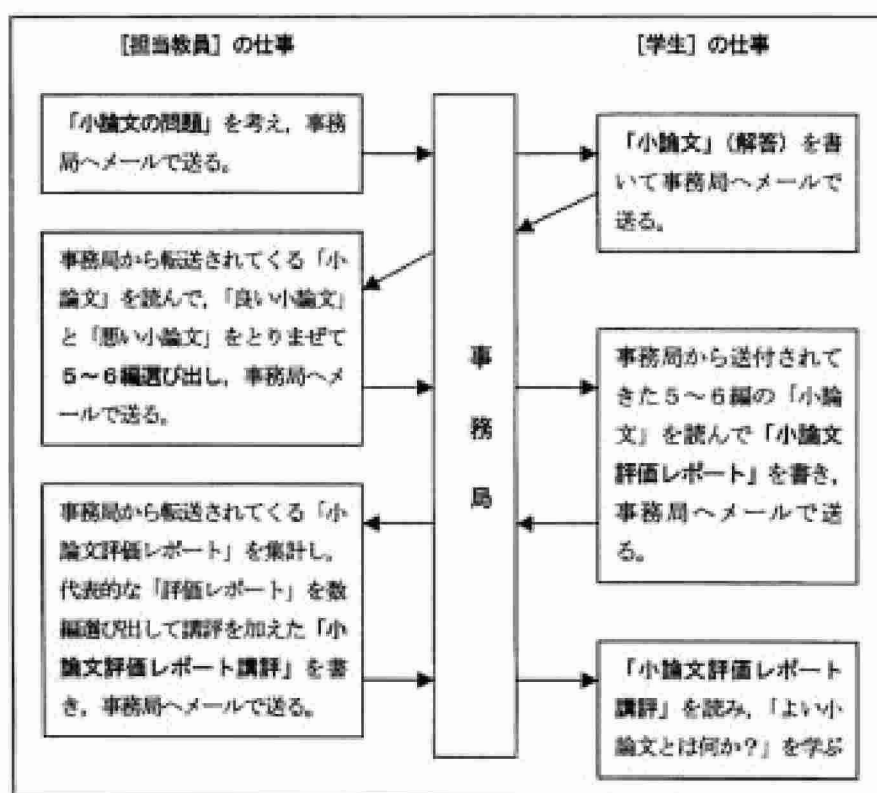 [担当教員] の仕事
[学生] の仕事
「小論文の問題」を考え，事務
局へメールで送る。
「小論文」（解答）を書
いて事務局へメールで
送る。
事務局から転送されてくる「小
論文」を読んで，「良い小論文」
と「悪い小論文」をとりまぜて
５～６編選び出し，事務局へメ
ールで送る。
事務局
事務局から送付されて
きた５～６編の「小論
文」を読んで「小論文
評価レポート」を書き，
事務局へメールで送
る。
事務局から転送されてくる「小
論文評価レポート」を集計し，
代表的な「評価レポート」を数
編選び出して講評を加えた「小
論文評価レポート講評」を書
き，事務局へメールで送る。
「小論文評価レポート
講評」を読み，「よい小
論文とは何か？」を学ぶ